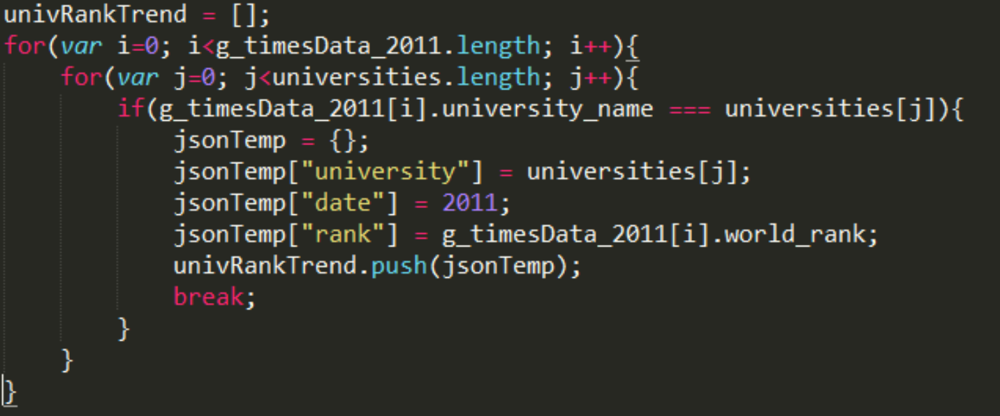 univRankTrend = [];
for(var i=0; i<g_timesData_2011.length; i++){
    for(var j=0; j<universities.length; j++){
        if(g_timesData_2011[i].university_name === universities[j]){
            jsonTemp = {};
            jsonTemp["university"] = universities[j];
            jsonTemp["date"] = 2011;
            jsonTemp["rank"] = g_timesData_2011[i].world_rank;
            univRankTrend.push(jsonTemp);
            break;
        }
    }
}